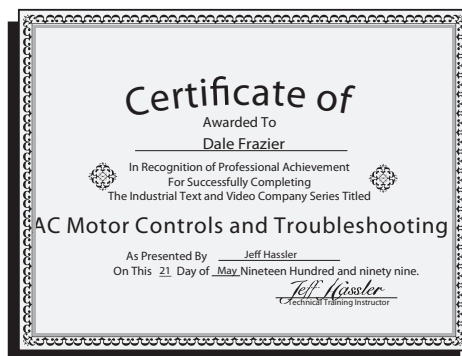 Certificate of
Awarded To
Dale Frazier
In Recognition of Professional Achievement
For Successfully Completing
The Industrial Text and Video Company Series Titled
AC Motor Controls and Troubleshooting
As Presented By Jeff Hassler
On This 21 Day of May Nineteen Hundred and ninety nine.
Jeff Hassler
Technical Training Instructor